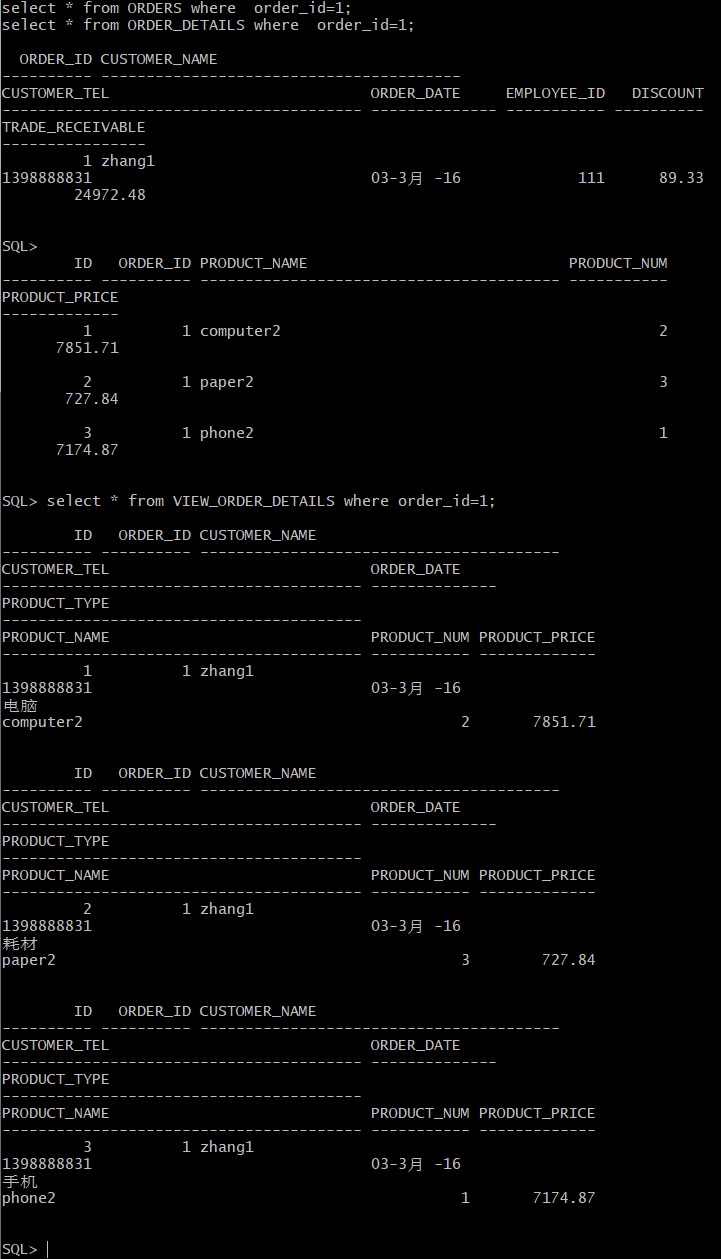 select * from ORDERS where  order_id=1;
select * from ORDER_DETAILS where  order_id=1;
  ORDER_ID CUSTOMER_NAME
---------- ----------------------------------------
CUSTOMER_TEL                             ORDER_DATE     EMPLOYEE_ID   DISCOUNT
---------------------------------------- -------------- ----------- ----------
TRADE_RECEIVABLE
----------------
         1 zhang1
1398888831                               03-3月 -16             111      89.33
        24972.48
SQL>
        ID   ORDER_ID PRODUCT_NAME                             PRODUCT_NUM
---------- ---------- ---------------------------------------- -----------
PRODUCT_PRICE
-------------
         1          1 computer2                                          2
      7851.71
         2          1 paper2                                             3
       727.84
         3          1 phone2                                             1
      7174.87
SQL> select * from VIEW_ORDER_DETAILS where order_id=1;
        ID   ORDER_ID CUSTOMER_NAME
---------- ---------- ----------------------------------------
CUSTOMER_TEL                             ORDER_DATE
---------------------------------------- --------------
PRODUCT_TYPE
----------------------------------------
PRODUCT_NAME                             PRODUCT_NUM PRODUCT_PRICE
---------------------------------------- ----------- -------------
         1          1 zhang1
1398888831                               03-3月 -16
电脑
computer2                                          2       7851.71
        ID   ORDER_ID CUSTOMER_NAME
---------- ---------- ----------------------------------------
CUSTOMER_TEL                             ORDER_DATE
---------------------------------------- --------------
PRODUCT_TYPE
----------------------------------------
PRODUCT_NAME                             PRODUCT_NUM PRODUCT_PRICE
---------------------------------------- ----------- -------------
         2          1 zhang1
1398888831                               03-3月 -16
耗材
paper2                                             3        727.84
        ID   ORDER_ID CUSTOMER_NAME
---------- ---------- ----------------------------------------
CUSTOMER_TEL                             ORDER_DATE
---------------------------------------- --------------
PRODUCT_TYPE
----------------------------------------
PRODUCT_NAME                             PRODUCT_NUM PRODUCT_PRICE
---------------------------------------- ----------- -------------
         3          1 zhang1
1398888831                               03-3月 -16
手机
phone2                                             1       7174.87
SQL>